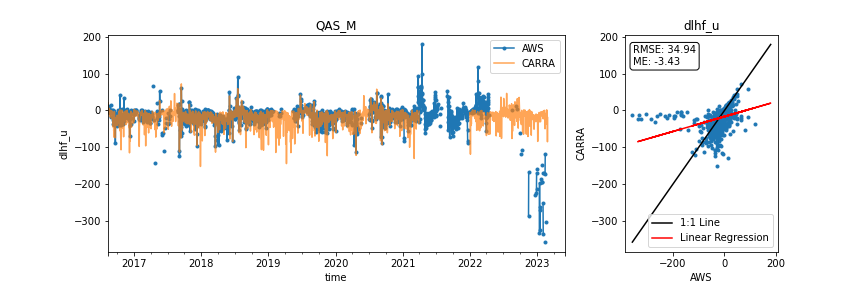 QAS_M
200
100
0
−100
−200
−300
dlhf_u
AWS
CARRA
2017
2018
2019
2020
2021
2022
2023
time
dlhf_u
RMSE: 34.94
ME: -3.43
200
100
0
−100
−200
−300
CARRA
1:1 Line
Linear Regression
−200
0
200
AWS